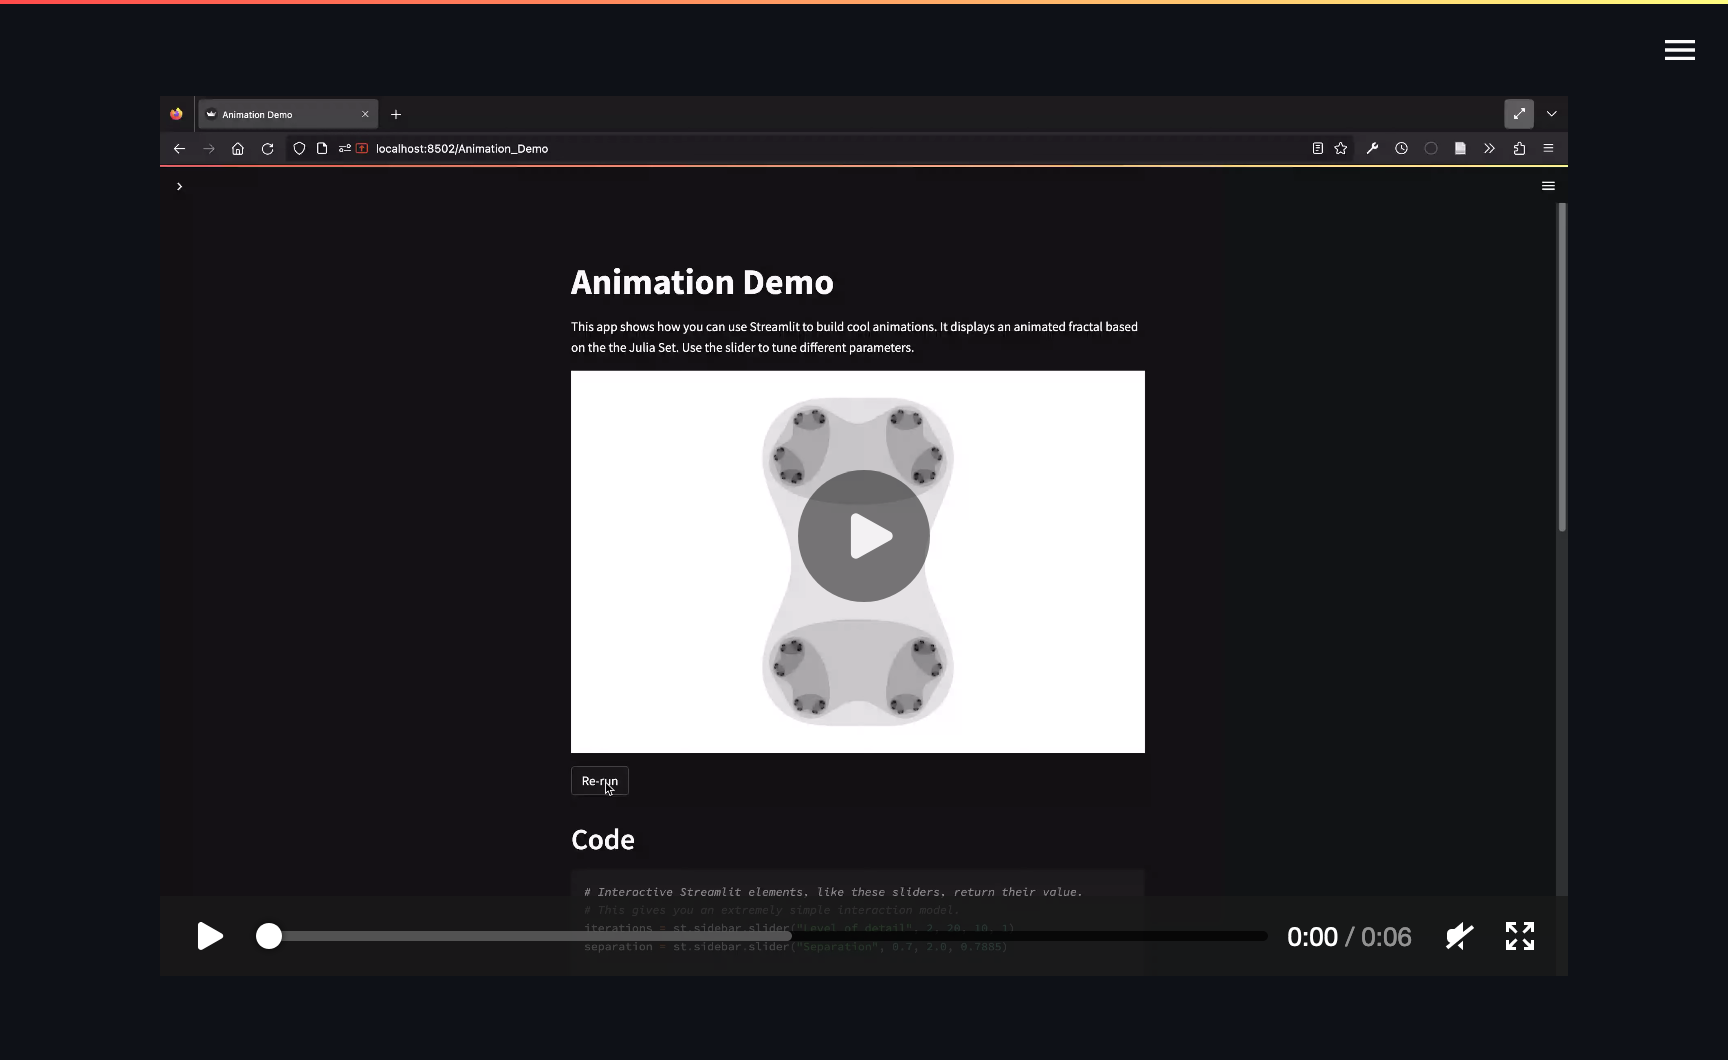 Animation Demo
localhost:8502/Animation_Demo
Animation Demo
This app shows how you can use Streamlit to build cool animations. It displays an animated fractal based
on the the Julia Set. Use the slider to tune different parameters.
Re-run
Code
# Interactive Streamlit elements, like these sliders, return their value.
# This gives you an extremely simple interaction model.
iterations = st.sidebar.slider("Level of detail", 2, 20, 10, 1)
separation = st.sidebar.slider("Separation", 0.7, 2.0, 0.7885)
0:00 / 0:06